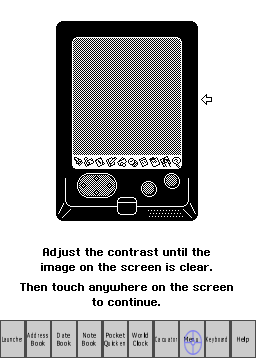 Adjust the contrast until the
image on the screen is clear.
Then touch anywhere on the screen
to continue.
Launcher
Address
Book
Date
Book
Note
Book
Pocket
Quicken
World
Clock
Calculator
Menu
Keyboard
Help